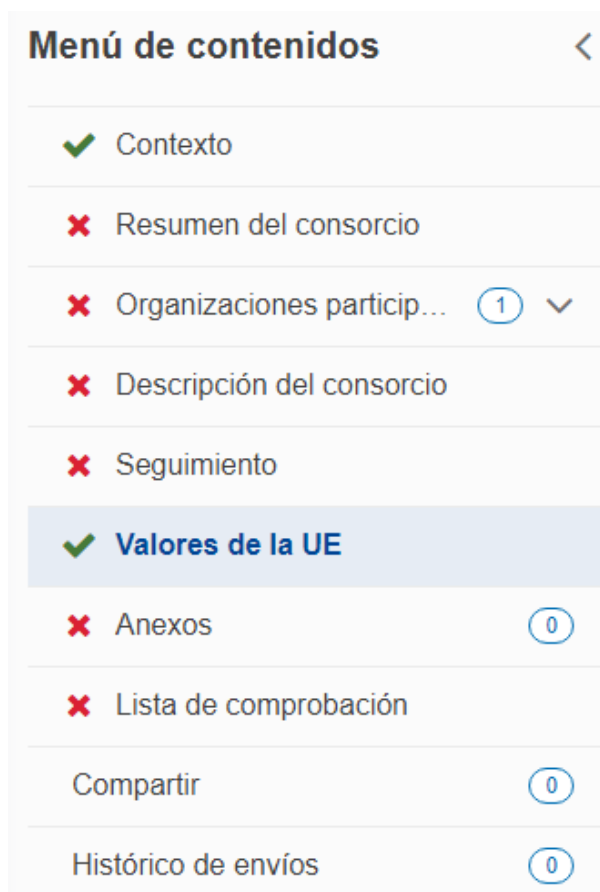 Menú de contenidos
Contexto
Resumen del consorcio
Organizaciones particip... 1
Descripción del consorcio
Seguimiento
Valores de la UE
Anexos 0
Lista de comprobación
Compartir 0
Histórico de envíos 0